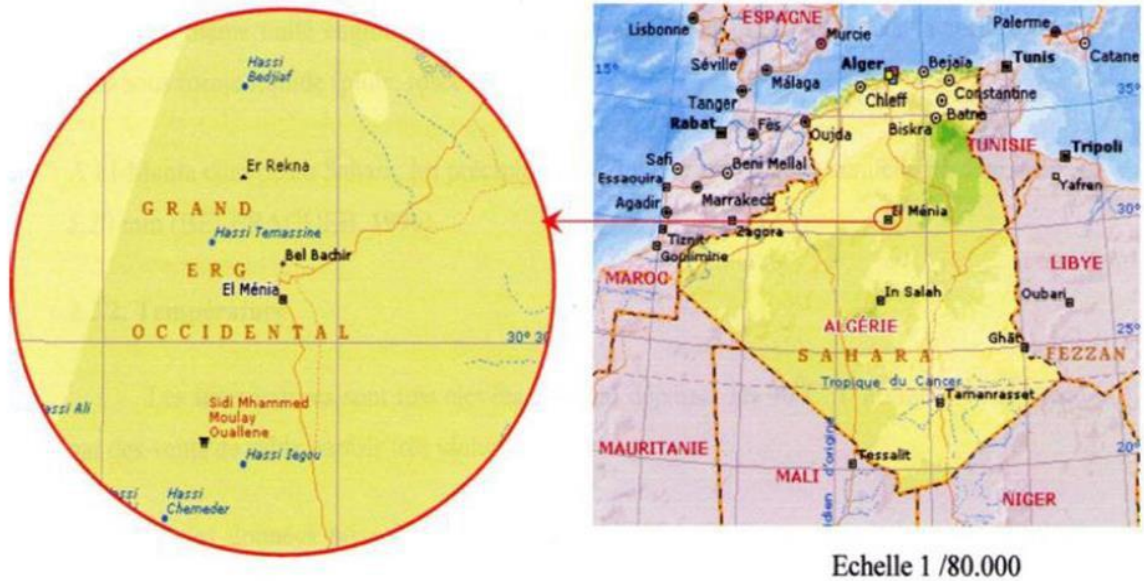 Hassi
Bedjiaf
Er Rekna
GRAND
Hassi Temassine
Bel Bachir
ERG
El Ménia
OCCIDENTAL
30° 30
assi Ali
Sidi Mhammed
Moulay
Ouallene
Hassi Iegou
Hassi
Chemeder
ESPAGNE
Lisbonne
Murcie
Palerme
Séville
Alger
Bejaïa
Tunis
Catane
15°
Málaga
Constantine
Tanger
Chleff
35°
Batna
Rabat
Fès
Oujda
Biskra
TUNISIE
Tripoli
Safi
Beni Mellal
Yafren
Essaouira
Marrakech
El Ménia
30°
Agadir
Zagora
Tiznit
Goulimine
LIBYE
MAROC
In Salah
Oubari
ALGÉRIE
25°
Ghât
SAHARA
FEZZAN
Tropique du Cancer
Tamanrasset
MAURITANIE
20°
Tessalit
MALI
dien d'origine
NIGER
Echelle 1 /80.000